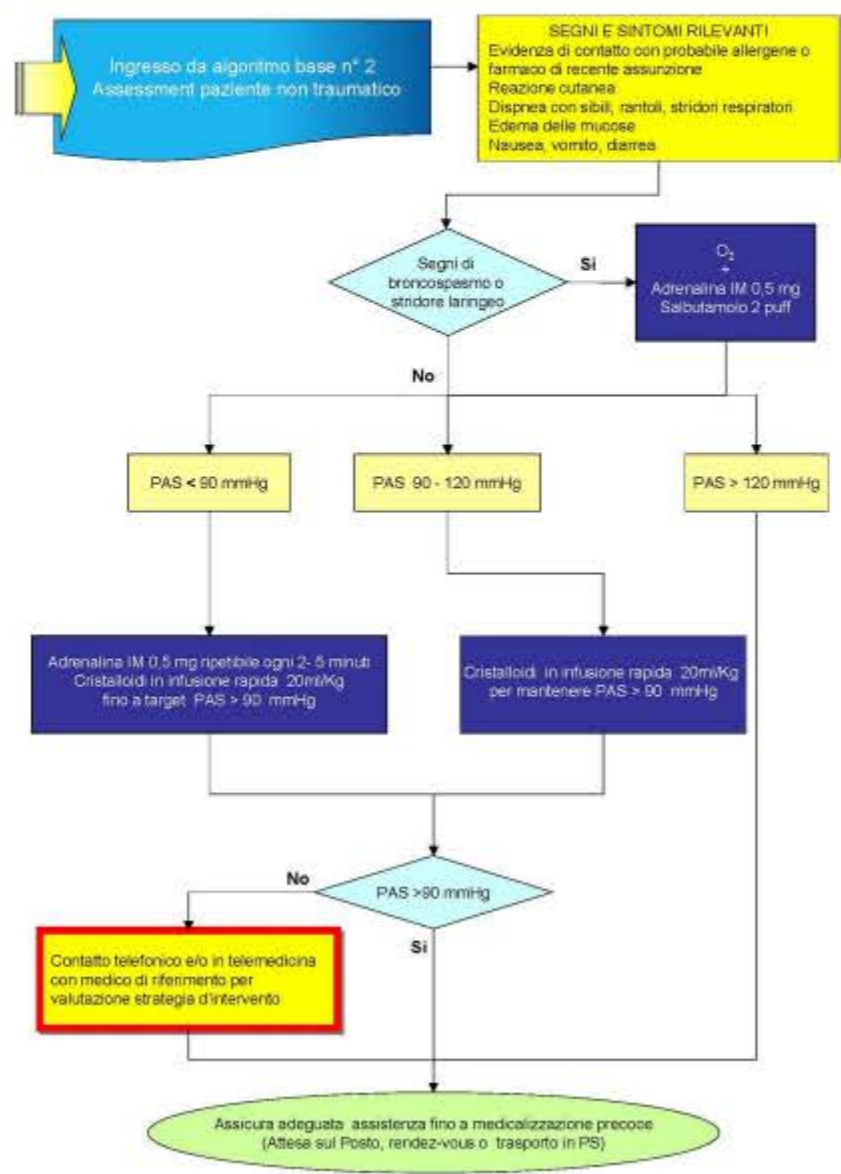 Ingresso da algoritmo base n° 2
Assessment paziente non traumatico
SEGNI E SINTOMI RILEVANTI
Evidenza di contatto con probabile allergene o
farmaco di recente assunzione
Reazione cutanea
Dispnea con sibili, rantoli, stridori respiratori
Edema delle mucose
Nausea, vomito, diarrea
Segni di
broncospasmo o
stridore laringeo
Si
O₂
+
Adrenalina IM 0,5 mg
Salbutamolo 2 puff
No
PAS < 90 mmHg
PAS 90 - 120 mmHg
PAS > 120 mmHg
Adrenalina IM 0,5 mg ripetibile ogni 2- 5 minuti
Cristalloidi in infusione rapida 20ml/Kg
fino a target PAS > 90 mmHg
Cristalloidi in infusione rapida 20ml/Kg
per mantenere PAS > 90 mmHg
No
PAS >90 mmHg
Si
Contatto telefonico e/o in telemedicina
con medico di riferimento per
valutazione strategia d'intervento
Assicura adeguata assistenza fino a medicalizzazione precoce
(Attesa sul Posto, rendez-vous o trasporto in PS)